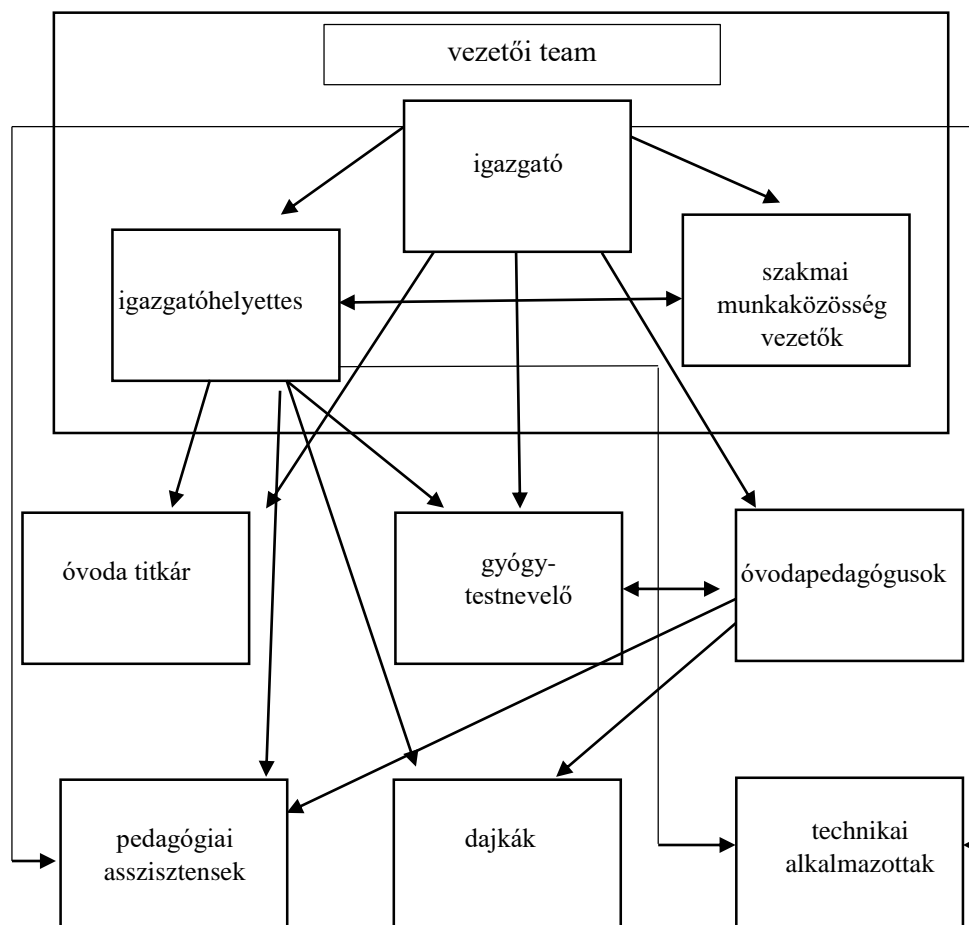 vezetői team
igazgató
igazgatóhelyettes
szakmai
munkaközösség
vezetők
óvoda titkár
gyógy-
testnevelő
óvodapedagógusok
pedagógiai
asszisztensek
dajkák
technikai
alkalmazottak